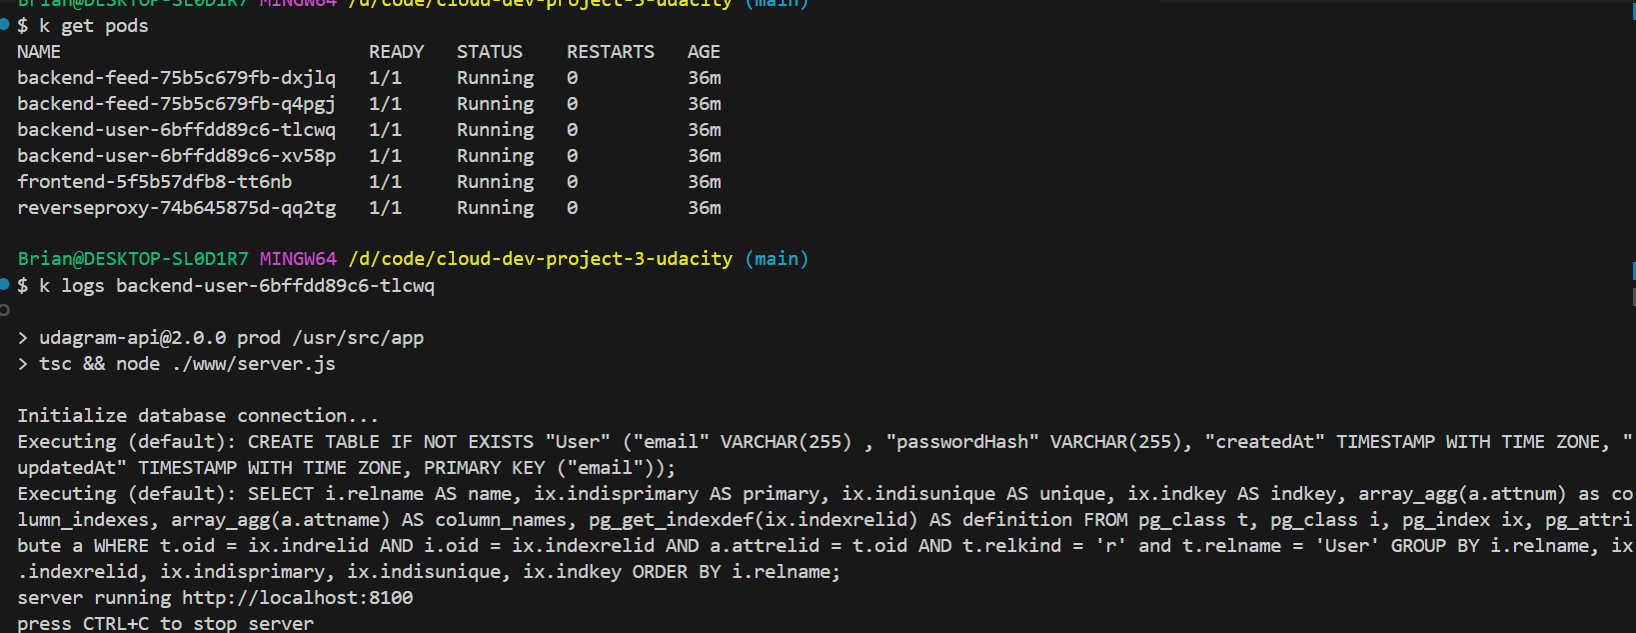 Brian@DESKTOP-SL0D1R7 MINGW64 /d/code/cloud-dev-project-3-udacity (main)
$ k get pods
NAME                            READY   STATUS    RESTARTS   AGE
backend-feed-75b5c679fb-dxjlq   1/1     Running   0          36m
backend-feed-75b5c679fb-q4pgj   1/1     Running   0          36m
backend-user-6bffdd89c6-tlcwq   1/1     Running   0          36m
backend-user-6bffdd89c6-xv58p   1/1     Running   0          36m
frontend-5f5b57dfb8-tt6nb       1/1     Running   0          36m
reverseproxy-74b645875d-qq2tg   1/1     Running   0          36m
Brian@DESKTOP-SL0D1R7 MINGW64 /d/code/cloud-dev-project-3-udacity (main)
$ k logs backend-user-6bffdd89c6-tlcwq
> udagram-api@2.0.0 prod /usr/src/app
> tsc && node ./www/server.js
Initialize database connection...
Executing (default): CREATE TABLE IF NOT EXISTS "User" ("email" VARCHAR(255) , "passwordHash" VARCHAR(255), "createdAt" TIMESTAMP WITH TIME ZONE, "
updatedAt" TIMESTAMP WITH TIME ZONE, PRIMARY KEY ("email"));
Executing (default): SELECT i.relname AS name, ix.indisprimary AS primary, ix.indisunique AS unique, ix.indkey AS indkey, array_agg(a.attnum) as co
lumn_indexes, array_agg(a.attname) AS column_names, pg_get_indexdef(ix.indexrelid) AS definition FROM pg_class t, pg_class i, pg_index ix, pg_attri
bute a WHERE t.oid = ix.indrelid AND i.oid = ix.indexrelid AND a.attrelid = t.oid AND t.relkind = 'r' and t.relname = 'User' GROUP BY i.relname, ix
.indexrelid, ix.indisprimary, ix.indisunique, ix.indkey ORDER BY i.relname;
server running http://localhost:8100
press CTRL+C to stop server